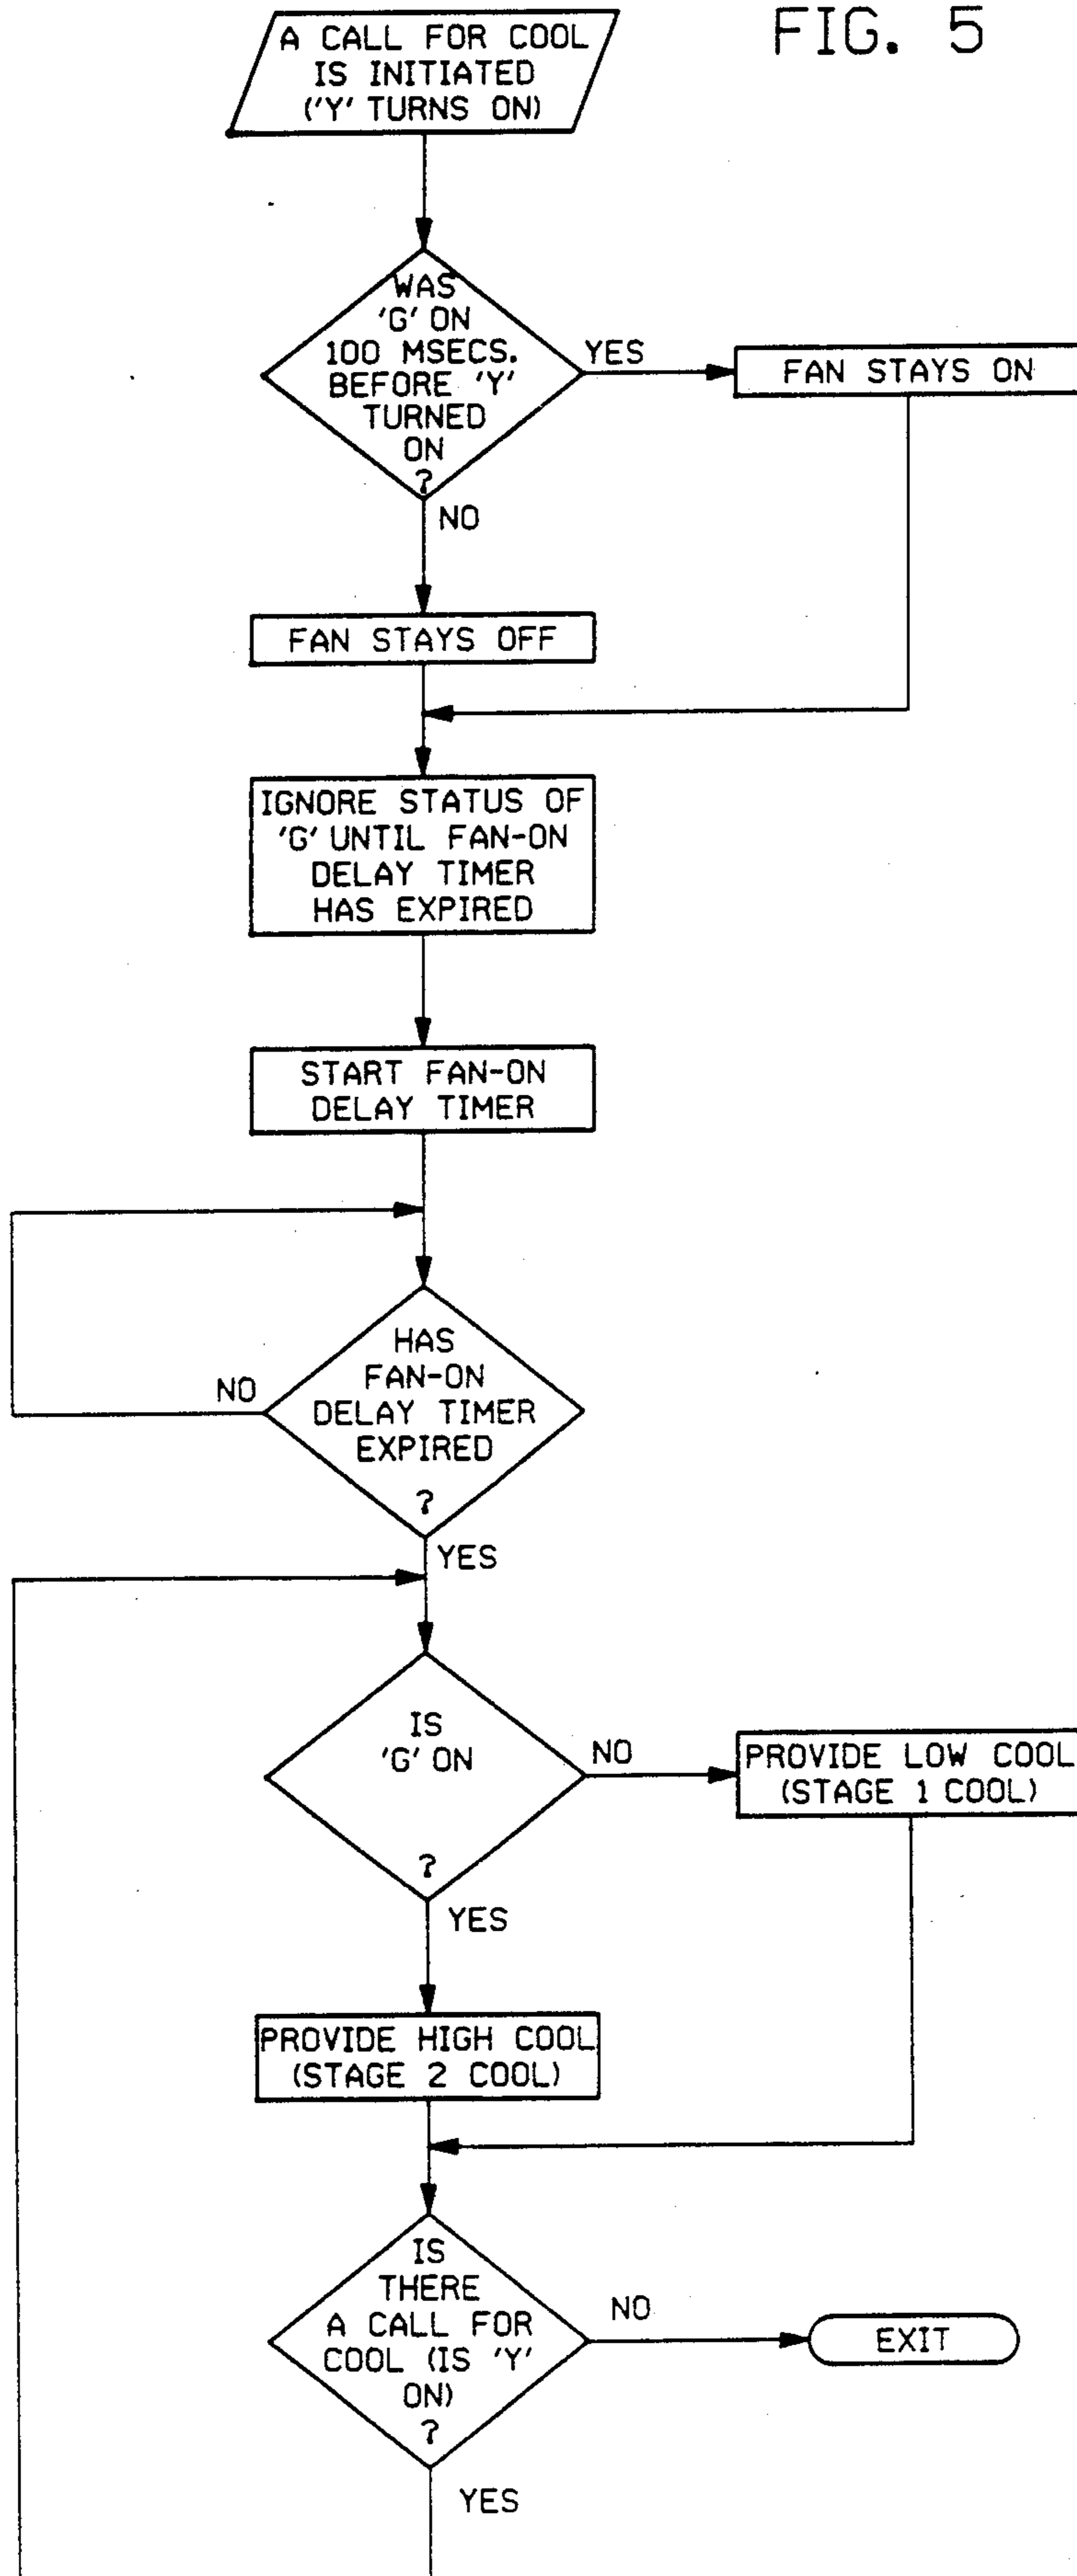 FIG. 5
A CALL FOR COOL
IS INITIATED
('Y' TURNS ON)
WAS
'G' ON
100 MSECS.
BEFORE 'Y'
TURNED
ON
?
YES
FAN STAYS ON
NO
FAN STAYS OFF
IGNORE STATUS OF
'G' UNTIL FAN-ON
DELAY TIMER
HAS EXPIRED
START FAN-ON
DELAY TIMER
HAS
FAN-ON
DELAY TIMER
EXPIRED
?
NO
YES
IS
'G' ON
?
NO
PROVIDE LOW COOL
(STAGE 1 COOL)
YES
PROVIDE HIGH COOL
(STAGE 2 COOL)
IS
THERE
A CALL FOR
COOL (IS 'Y'
ON)
?
NO
EXIT
YES